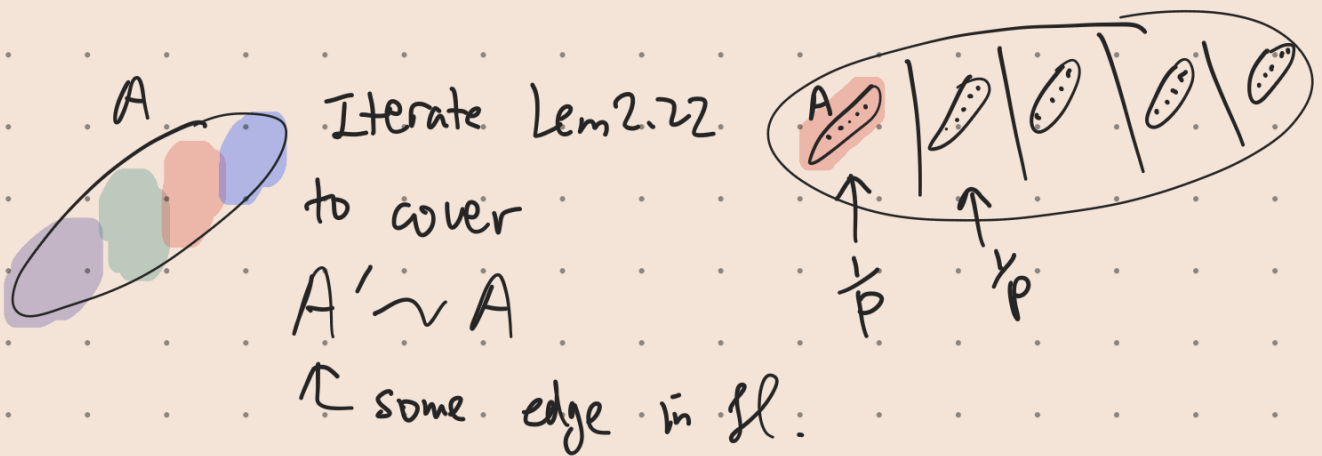 A
Iterate Lem2.22
to cover
A' ~ A
↑ some edge in ℋ.
A
1/p
1/p